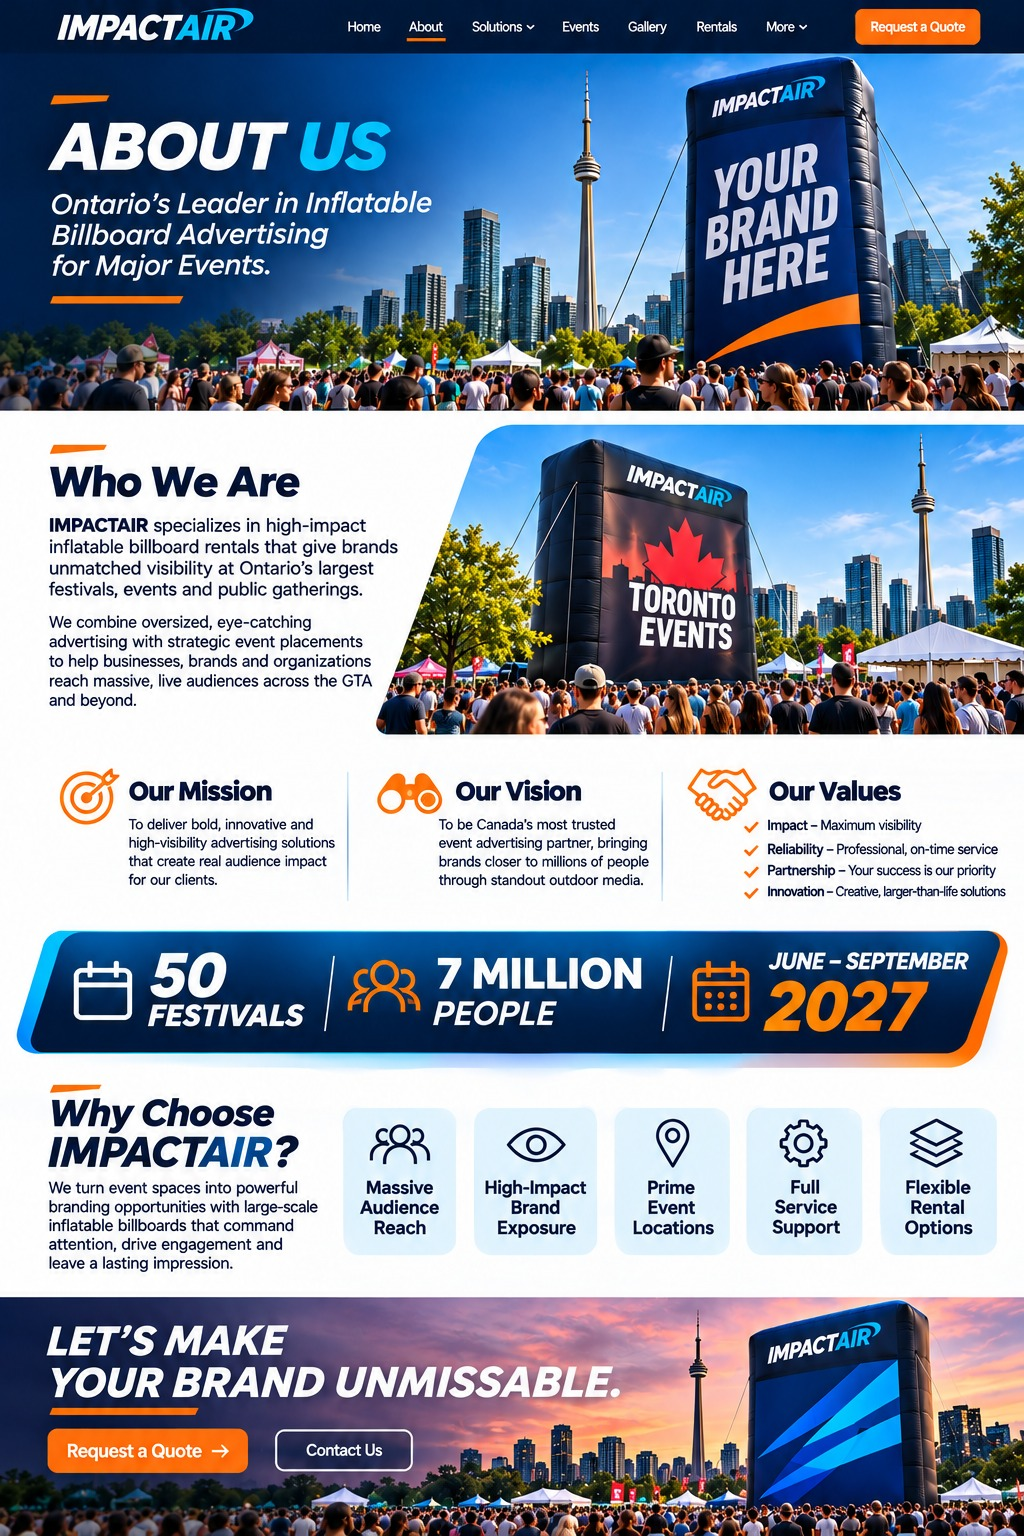 IMPACTAIR
Home
About
Solutions
Events
Gallery
Rentals
More
Request a Quote
ABOUT US
Ontario's Leader in Inflatable
Billboard Advertising
for Major Events.
IMPACTAIR
YOUR
BRAND
HERE
Who We Are
IMPACTAIR specializes in high-impact
inflatable billboard rentals that give brands
unmatched visibility at Ontario's largest
festivals, events and public gatherings.
We combine oversized, eye-catching
advertising with strategic event placements
to help businesses, brands and organizations
reach massive, live audiences across the GTA
and beyond.
IMPACTAIR
TORONTO
EVENTS
Our Mission
To deliver bold, innovative and
high-visibility advertising solutions
that create real audience impact
for our clients.
Our Vision
To be Canada's most trusted
event advertising partner, bringing
brands closer to millions of people
through standout outdoor media.
Our Values
Impact – Maximum visibility
Reliability – Professional, on-time service
Partnership – Your success is our priority
Innovation – Creative, larger-than-life solutions
50
FESTIVALS
7 MILLION
PEOPLE
JUNE – SEPTEMBER
2027
Why Choose
IMPACTAIR?
We turn event spaces into powerful
branding opportunities with large-scale
inflatable billboards that command
attention, drive engagement and
leave a lasting impression.
Massive
Audience
Reach
High-Impact
Brand
Exposure
Prime
Event
Locations
Full
Service
Support
Flexible
Rental
Options
LET'S MAKE
YOUR BRAND UNMISSABLE.
Request a Quote →
Contact Us
IMPACTAIR